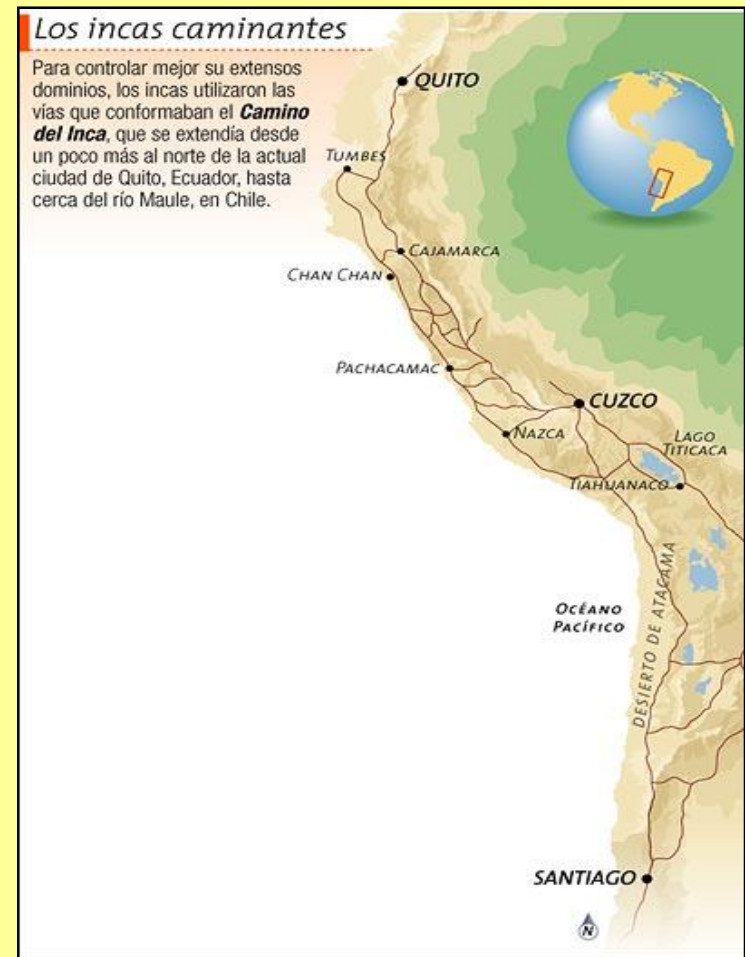 Los incas caminantes
Para controlar mejor su extensos
dominios, los incas utilizaron las
vías que conformaban el Camino
del Inca, que se extendía desde
un poco más al norte de la actual
ciudad de Quito, Ecuador, hasta
cerca del río Maule, en Chile.
QUITO
TUMBES
CAJAMARCA
CHAN CHAN
PACHACAMAC
CUZCO
NAZCA
LAGO
TITICACA
TIAHUANACO
OCÉANO
PACÍFICO
DESIERTO DE ATACAMA
SANTIAGO
N